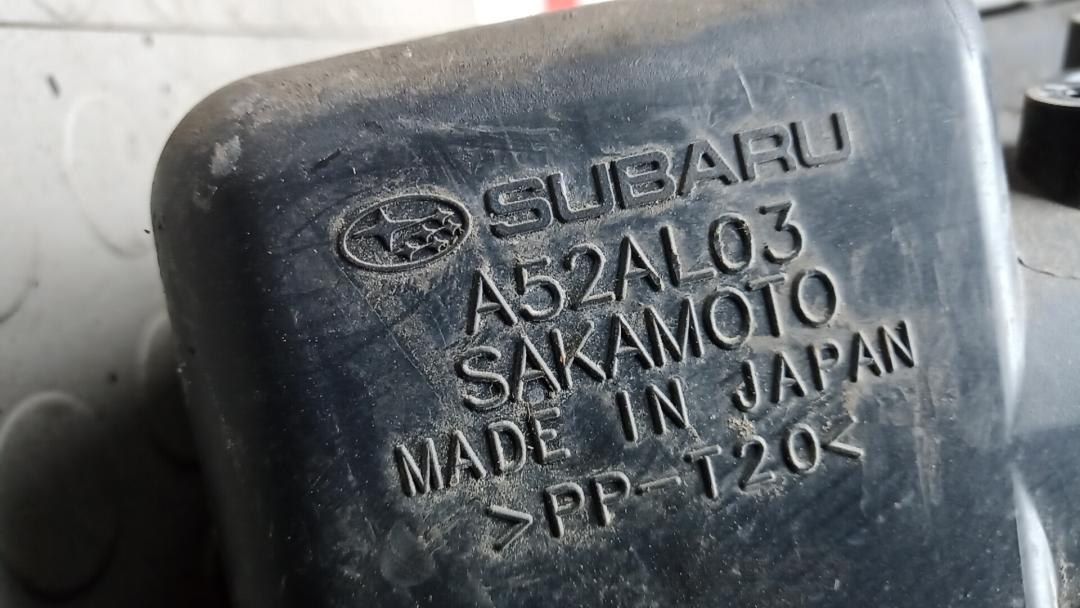 SUBARU
A52AL03
SAKAMOTO
MADE IN JAPAN
>PP-T20<